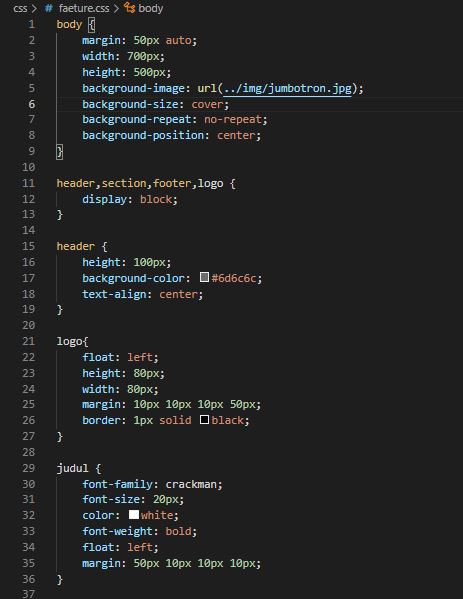 css > # faeture.css > body
1 body {
2 margin: 50px auto;
3 width: 700px;
4 height: 500px;
5 background-image: url(../img/jumbotron.jpg);
6 background-size: cover;
7 background-repeat: no-repeat;
8 background-position: center;
9 }
10
11 header,section,footer,logo {
12 display: block;
13 }
14
15 header {
16 height: 100px;
17 background-color: #6d6c6c;
18 text-align: center;
19 }
20
21 logo{
22 float: left;
23 height: 80px;
24 width: 80px;
25 margin: 10px 10px 10px 50px;
26 border: 1px solid black;
27 }
28
29 judul {
30 font-family: crackman;
31 font-size: 20px;
32 color: white;
33 font-weight: bold;
34 float: left;
35 margin: 50px 10px 10px 10px;
36 }
37